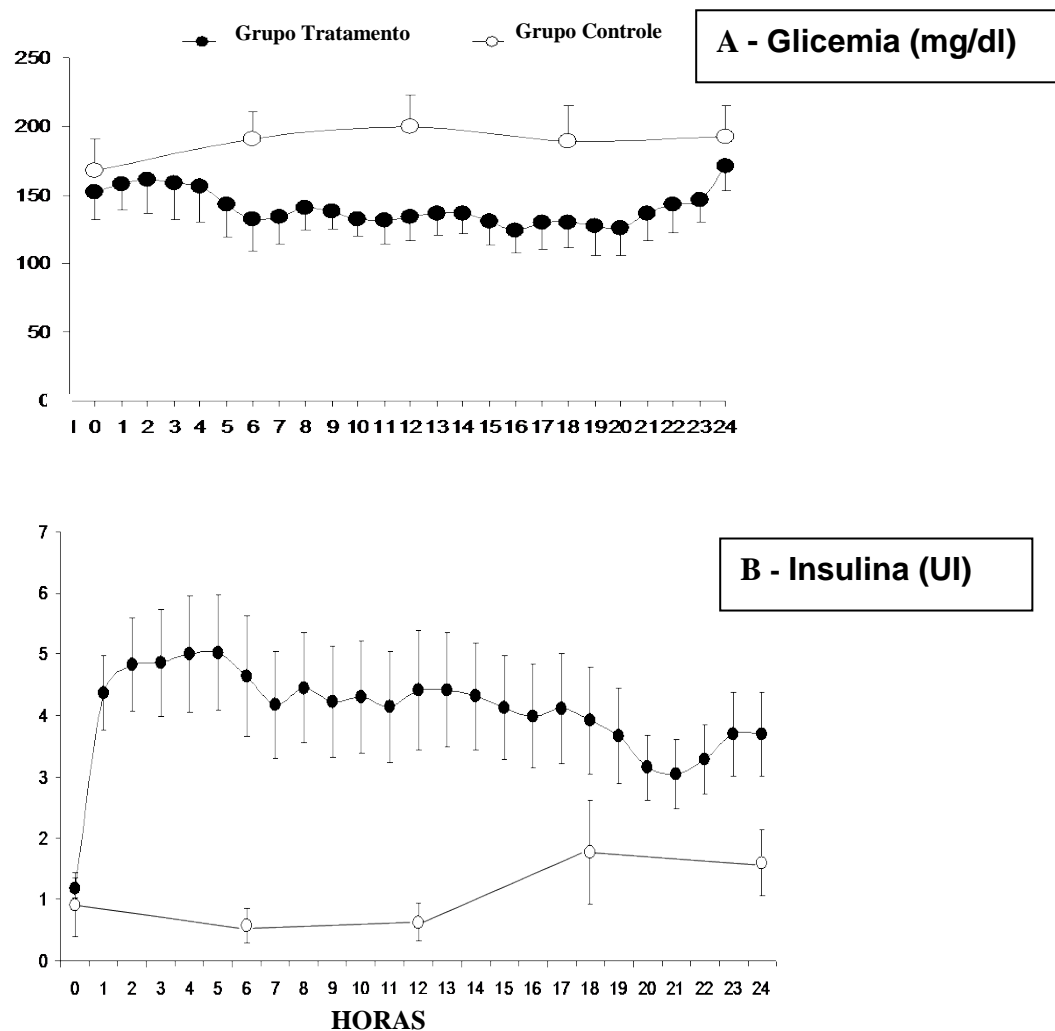 Grupo Tratamento Grupo Controle
A - Glicemia (mg/dl)
250
200
150
100
50
0
I 0 1 2 3 4 5 6 7 8 9 10 11 12 13 14 15 16 17 18 19 20 21 22 23 24
B - Insulina (UI)
7
6
5
4
3
2
1
0
0 1 2 3 4 5 6 7 8 9 10 11 12 13 14 15 16 17 18 19 20 21 22 23 24
HORAS